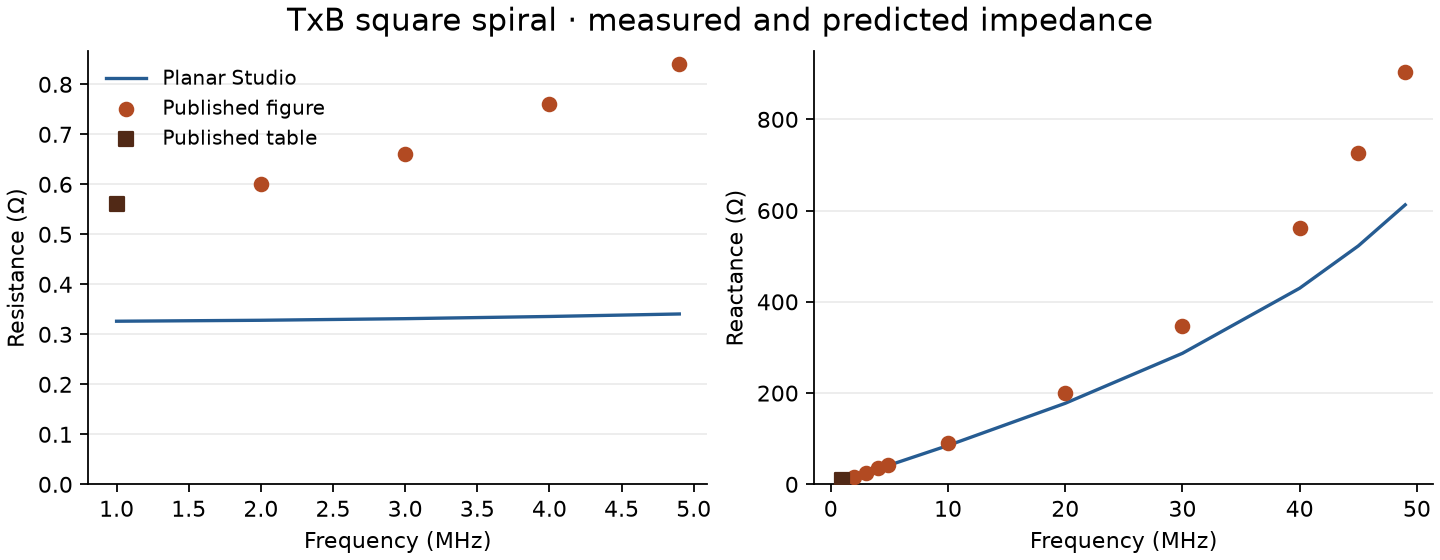 TxB square spiral · measured and predicted impedance
Planar Studio
Published figure
Published table
Resistance (Ω)
0.8
0.7
0.6
0.5
0.4
0.3
0.2
0.1
0.0
1.0 1.5 2.0 2.5 3.0 3.5 4.0 4.5 5.0
Frequency (MHz)
Reactance (Ω)
800
600
400
200
0
0 10 20 30 40 50
Frequency (MHz)